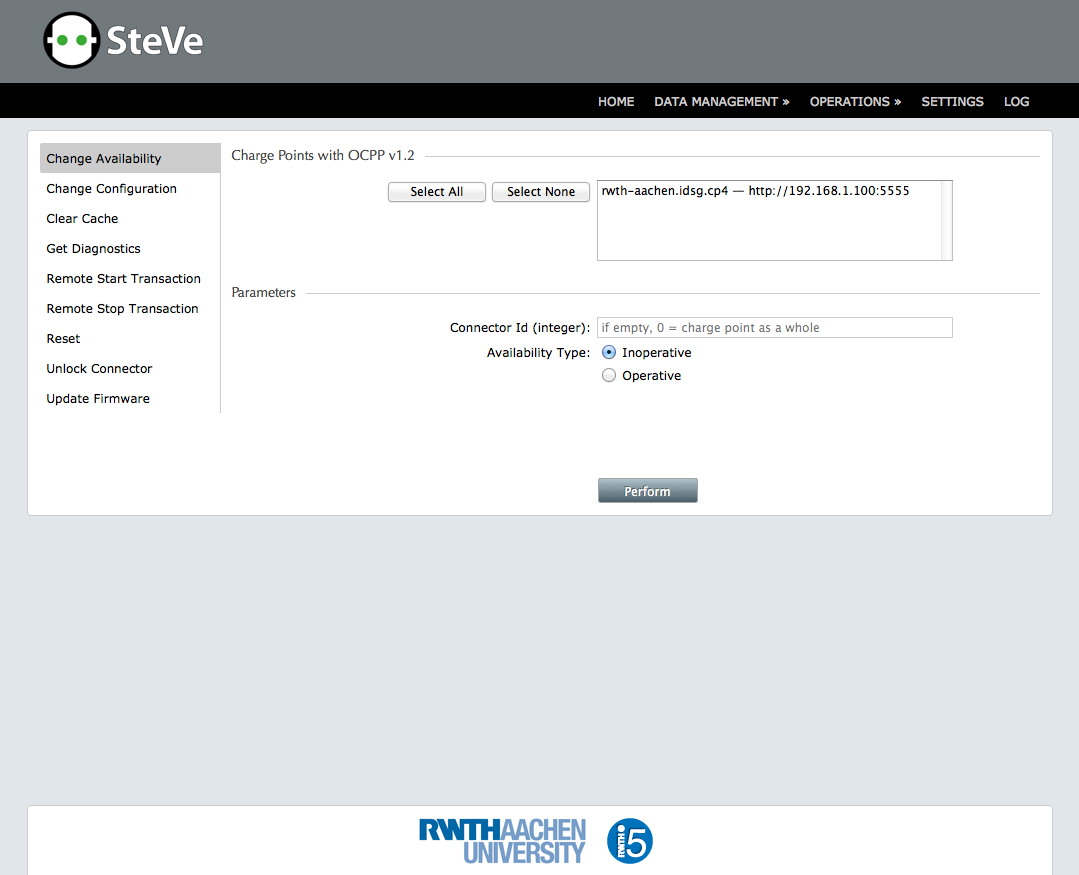 SteVe
HOME DATA MANAGEMENT » OPERATIONS » SETTINGS LOG
Change Availability
Change Configuration
Clear Cache
Get Diagnostics
Remote Start Transaction
Remote Stop Transaction
Reset
Unlock Connector
Update Firmware
Charge Points with OCPP v1.2
Select All Select None rwth-aachen.idsg.cp4 — http://192.168.1.100:5555
Parameters
Connector Id (integer): if empty, 0 = charge point as a whole
Availability Type: Inoperative
Operative
Perform
RWTHAACHEN
UNIVERSITY
RWTH i5